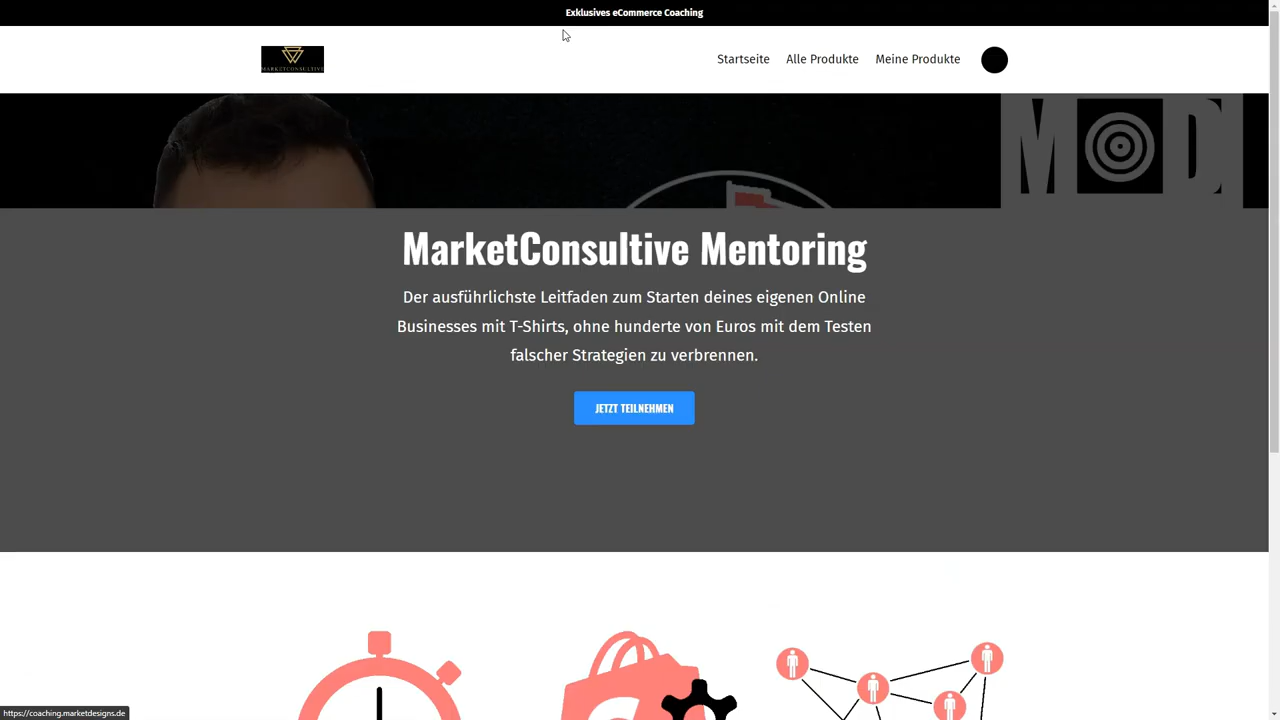 Exklusives eCommerce Coaching
MARKETCONSULTIVE
Startseite
Alle Produkte
Meine Produkte
M D
MarketConsultive Mentoring
Der ausführlichste Leitfaden zum Starten deines eigenen Online
Businesses mit T-Shirts, ohne hunderte von Euros mit dem Testen
falscher Strategien zu verbrennen.
JETZT TEILNEHMEN
https://coaching.marketdesigns.de